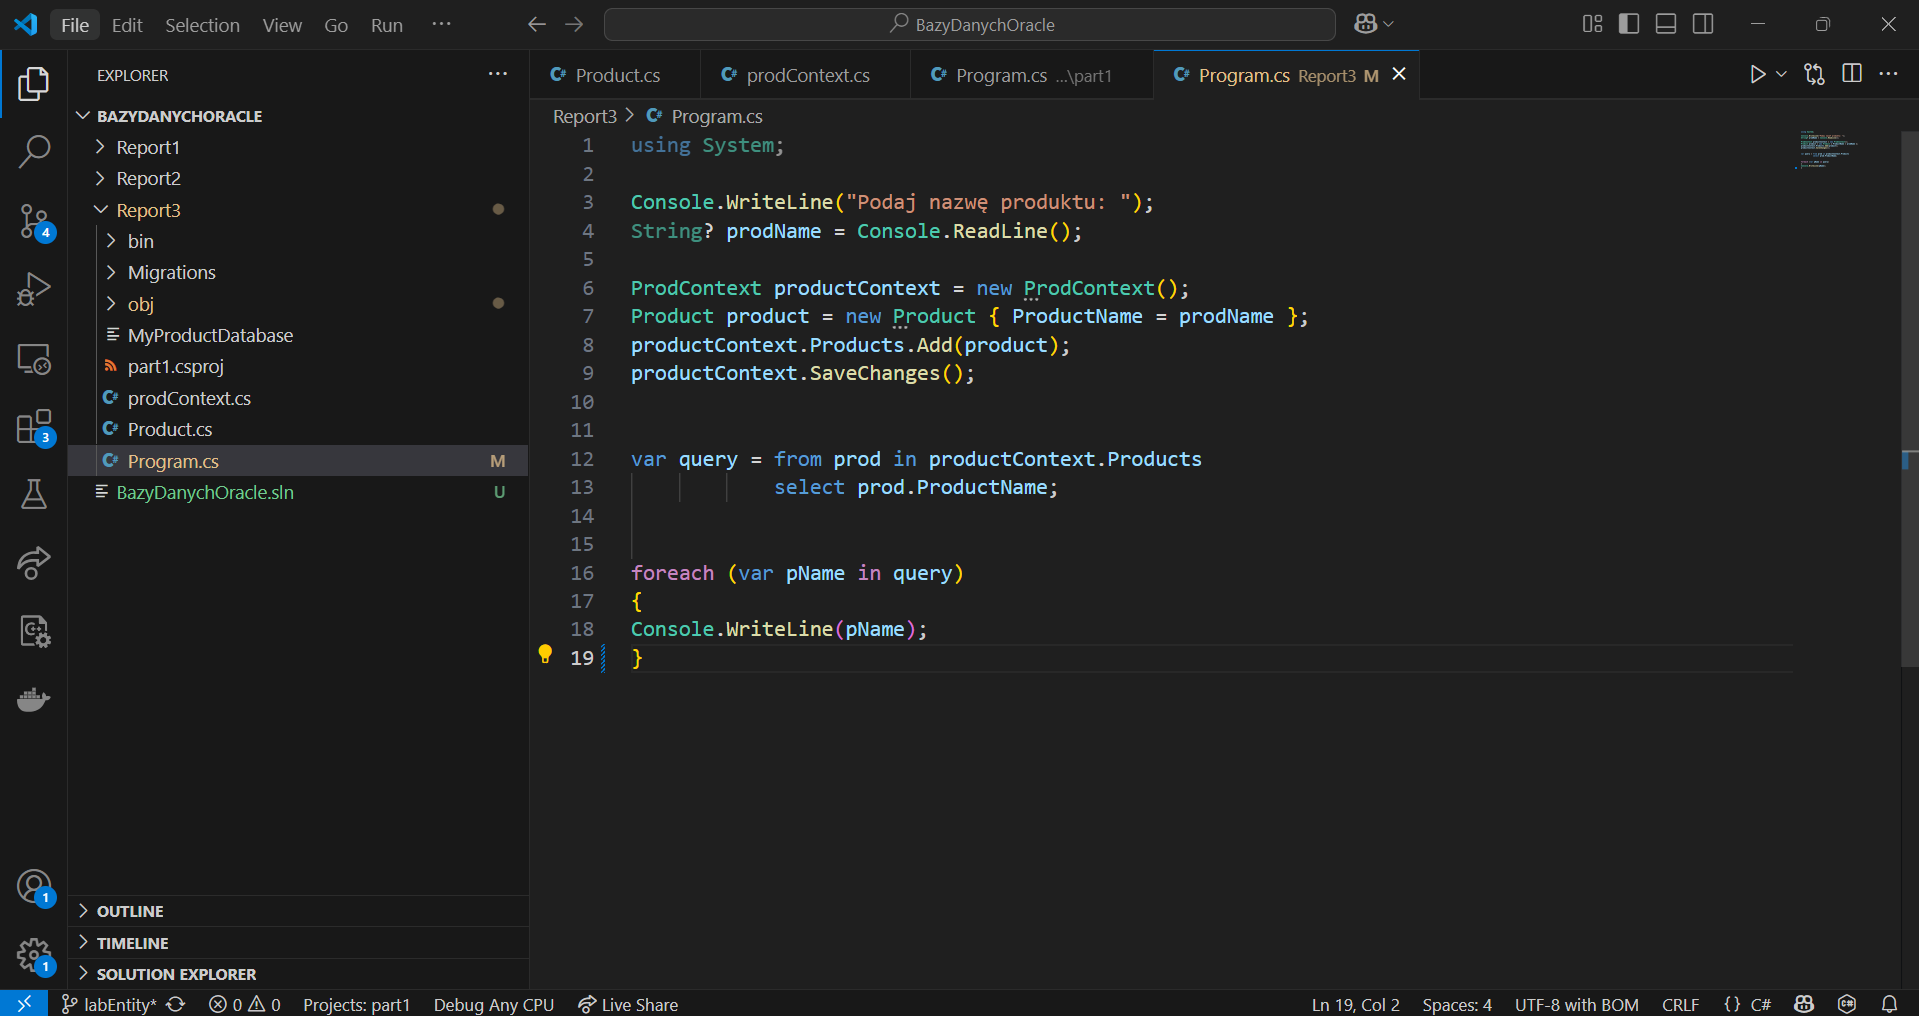 File Edit Selection View Go Run ···
BazyDanychOracle
EXPLORER
BAZYDANYCHORACLE
Report1
Report2
Report3
bin
Migrations
obj
MyProductDatabase
part1.csproj
prodContext.cs
Product.cs
Program.cs M
BazyDanychOracle.sln U
OUTLINE
TIMELINE
SOLUTION EXPLORER
4
3
1
1
Product.cs prodContext.cs Program.cs ...\part1 Program.cs Report3 M
Report3 > Program.cs
1 using System;
2
3 Console.WriteLine("Podaj nazwę produktu: ");
4 String? prodName = Console.ReadLine();
5
6 ProdContext productContext = new ProdContext();
7 Product product = new Product { ProductName = prodName };
8 productContext.Products.Add(product);
9 productContext.SaveChanges();
10
11
12 var query = from prod in productContext.Products
13 select prod.ProductName;
14
15
16 foreach (var pName in query)
17 {
18 Console.WriteLine(pName);
19 }
labEntity* 0 0 Projects: part1 Debug Any CPU Live Share Ln 19, Col 2 Spaces: 4 UTF-8 with BOM CRLF {} C#